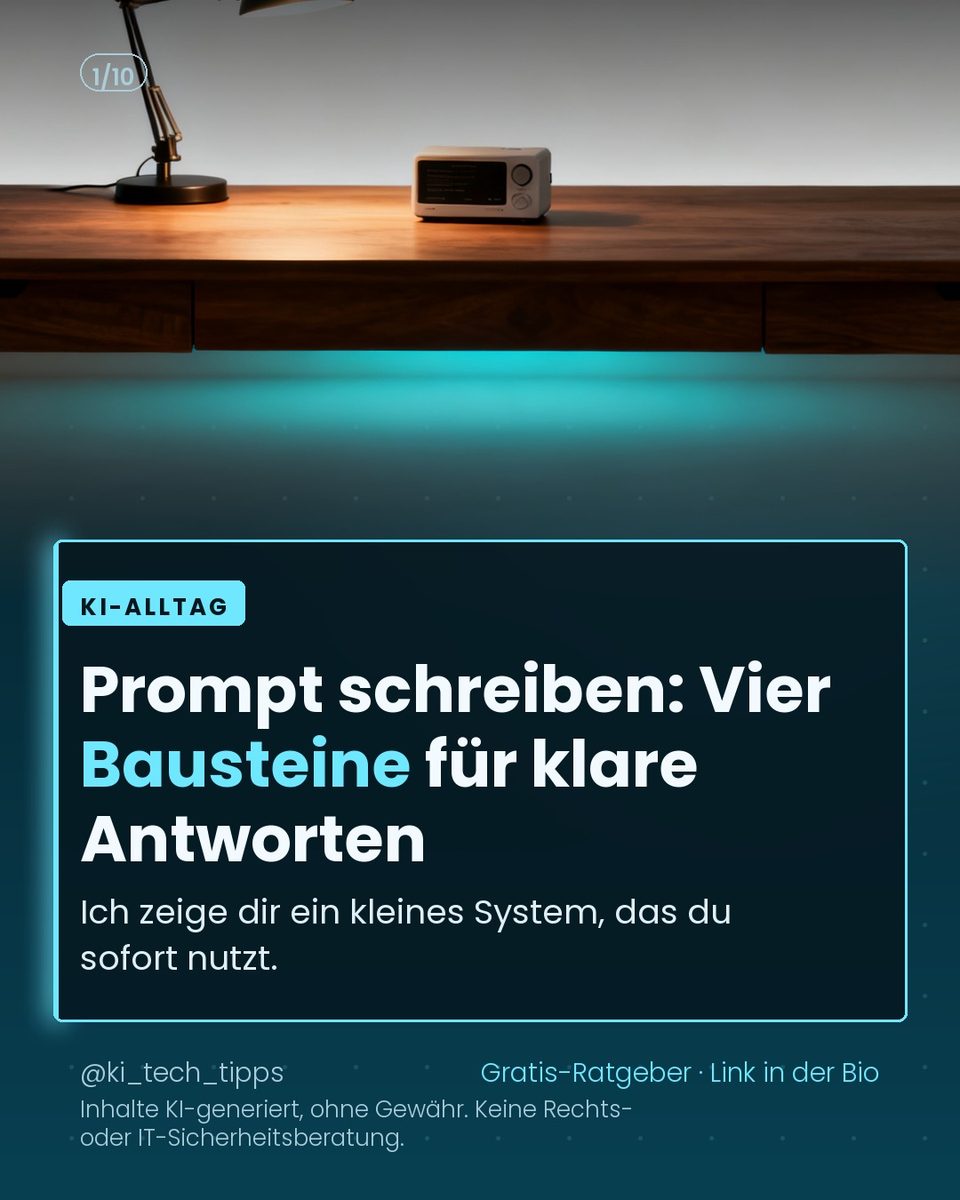 1/10
KI-ALLTAG
Prompt schreiben: Vier
Bausteine für klare
Antworten
Ich zeige dir ein kleines System, das du
sofort nutzt.
@ki_tech_tipps
Gratis-Ratgeber · Link in der Bio
Inhalte KI-generiert, ohne Gewähr. Keine Rechts-
oder IT-Sicherheitsberatung.